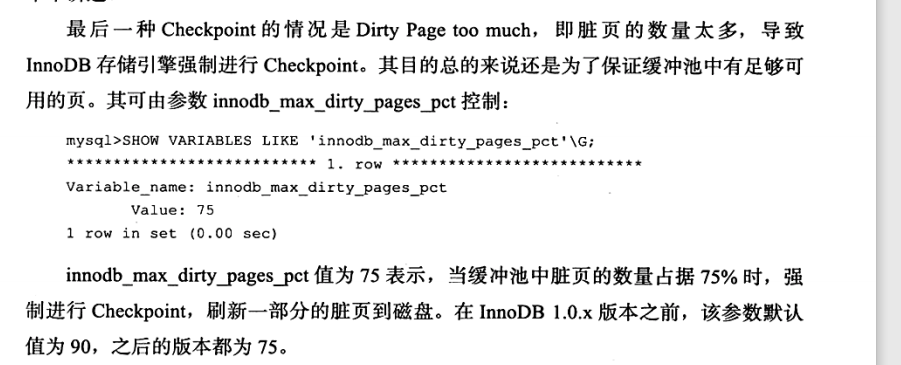 最后一种 Checkpoint 的情况是 Dirty Page too much，即脏页的数量太多，导致
InnoDB 存储引擎强制进行 Checkpoint。其目的总的来说还是为了保证缓冲池中有足够可
用的页。其可由参数 innodb_max_dirty_pages_pct 控制：
mysql>SHOW VARIABLES LIKE 'innodb_max_dirty_pages_pct'\G;
*************************** 1. row ***************************
Variable_name: innodb_max_dirty_pages_pct
Value: 75
1 row in set (0.00 sec)
innodb_max_dirty_pages_pct 值为 75 表示，当缓冲池中脏页的数量占据 75% 时，强
制进行 Checkpoint，刷新一部分的脏页到磁盘。在 InnoDB 1.0.x 版本之前，该参数默认
值为 90，之后的版本都为 75。